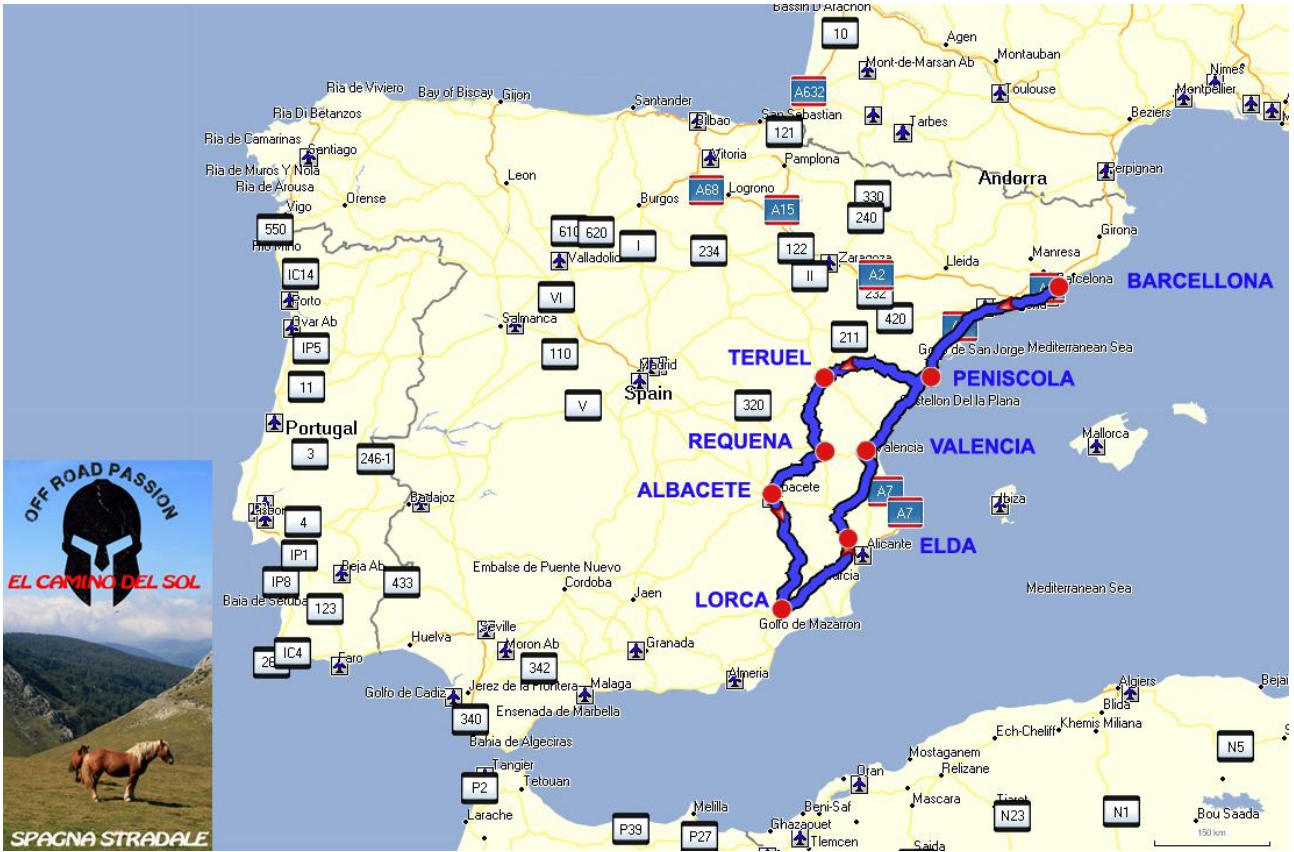 Bassin D'Arachon
10
Agen
Montauban
Mont-de-Marsan Ab
Nimes
Montpellier
Toulouse
A632
Ria de Viviero
Bay of Biscay
Gijon
Santander
Bilbao
San Sebastian
Tarbes
Beziers
Ria Di Betanzos
121
Ria de Camarinas
Santiago
Vitoria
Pamplona
Perpignan
Ria de Muros Y Nola
Ria de Arousa
Leon
Andorra
A68
Logrono
Orense
Burgos
A15
330
Vigo
240
550
610
620
I
234
122
Girona
Manresa
Valladolid
Zaragoza
Lleida
IC14
II
A2
Barcelona
BARCELLONA
VI
232
Porto
420
Ovar Ab
Salmanca
211
IP5
110
Golfo de San Jorge
Mediterranean Sea
TERUEL
Madrid
PENISCOLA
11
Spain
V
320
Castellon Del la Plana
Portugal
REQUENA
Valencia
VALENCIA
Mallorca
3
246-1
OFF ROAD PASSION
ALBACETE
A7
Ibiza
Badajoz
A7
4
ELDA
Alicante
IP1
EL CAMINO DEL SOL
Beja Ab
Embalse de Puente Nuevo
IP8
433
Cordoba
Mediterranean Sea
Jaen
LORCA
123
Golfo de Mazarron
Huelva
Seville
IC4
Moron Ab
Granada
Faro
342
Almeria
Golfo de Cadiz
Jerez de la Frontera
Malaga
Algiers
Ensenada de Marbella
Blida
340
Khemis Miliana
Ech-Cheliff
Bahia de Algeciras
N5
Mostaganem
Tangier
Relizane
Oran
Tetouan
P2
Mascara
Melilla
Beni-Saf
N23
N1
Bou Saada
Larache
Ghazaouet
P39
P27
SPAGNA STRADALE
150 km
Tlemcen
Saida